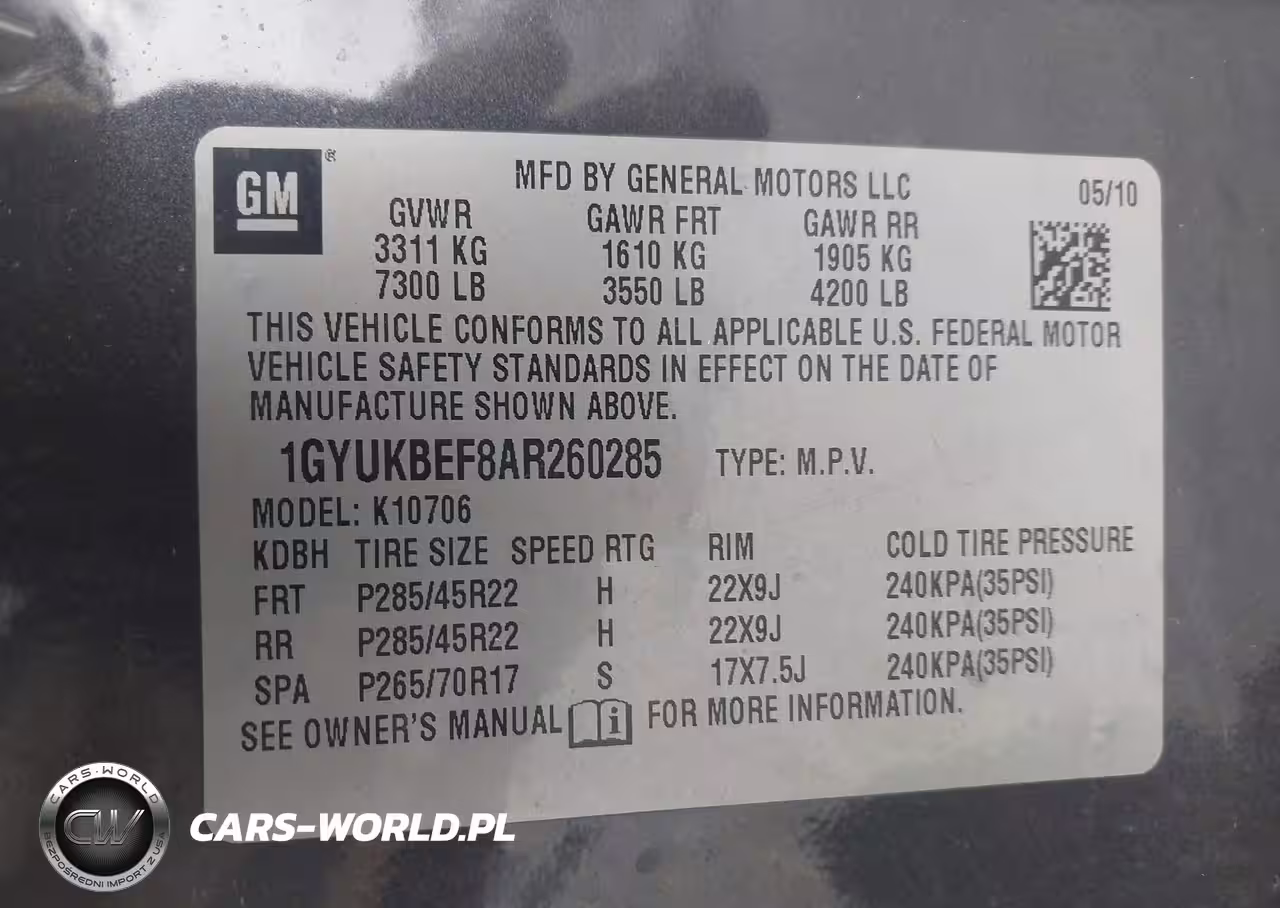 GM ®
MFD BY GENERAL MOTORS LLC 05/10
GVWR GAWR FRT GAWR RR
3311 KG 1610 KG 1905 KG
7300 LB 3550 LB 4200 LB
THIS VEHICLE CONFORMS TO ALL APPLICABLE U.S. FEDERAL MOTOR
VEHICLE SAFETY STANDARDS IN EFFECT ON THE DATE OF
MANUFACTURE SHOWN ABOVE.
1GYUKBEF8AR260285 TYPE: M.P.V.
MODEL: K10706
KDBH TIRE SIZE SPEED RTG RIM COLD TIRE PRESSURE
FRT P285/45R22 H 22X9J 240KPA(35PSI)
RR P285/45R22 H 22X9J 240KPA(35PSI)
SPA P265/70R17 S 17X7.5J 240KPA(35PSI)
SEE OWNER'S MANUAL i FOR MORE INFORMATION.
CARS-WORLD
CW
BEZPOŚREDNI IMPORT Z USA
CARS-WORLD.PL